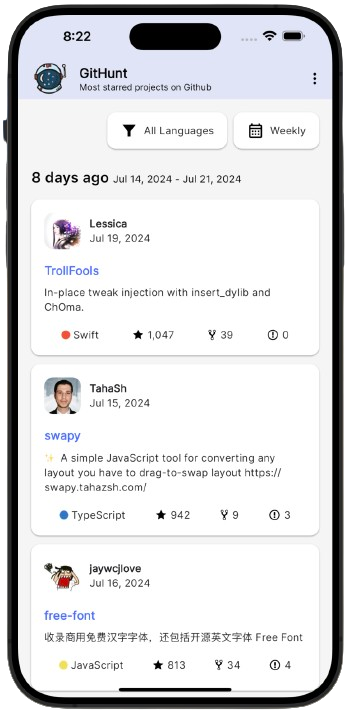 8:22
GitHunt
Most starred projects on Github
All Languages
Weekly
8 days ago Jul 14, 2024 - Jul 21, 2024
Lessica
Jul 19, 2024
TrollFools
In-place tweak injection with insert_dylib and
ChOma.
Swift 1,047 39 0
TahaSh
Jul 15, 2024
swapy
✨ A simple JavaScript tool for converting any
layout you have to drag-to-swap layout https://
swapy.tahazsh.com/
TypeScript 942 9 3
jaywcjlove
Jul 16, 2024
free-font
收录商用免费汉字字体，还包括开源英文字体 Free Font
JavaScript 813 34 4